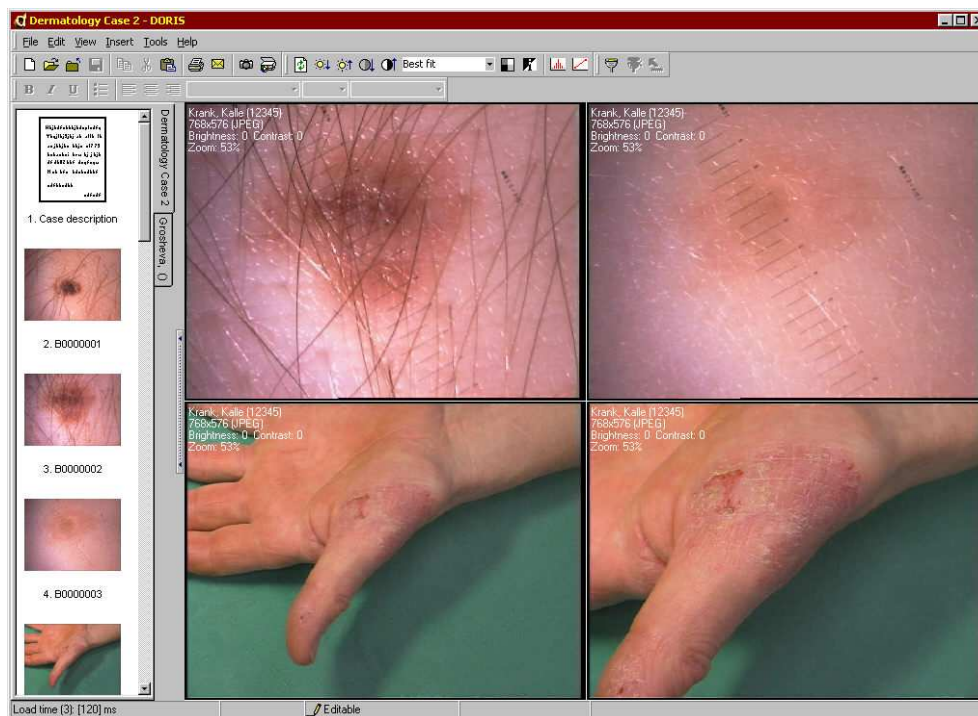 Dermatology Case 2 - DORIS
File Edit View Insert Tools Help
Best fit
B I U
1. Case description
2. B0000001
3. B0000002
4. B0000003
Dermatology Case 2
Grosheva, O
Krank, Kalle (12345)
768x576 (JPEG)
Brightness: 0 Contrast: 0
Zoom: 53%
Krank, Kalle (12345)
768x576 (JPEG)
Brightness: 0 Contrast: 0
Zoom: 53%
Krank, Kalle (12345)
768x576 (JPEG)
Brightness: 0 Contrast: 0
Zoom: 53%
Krank, Kalle (12345)
768x576 (JPEG)
Brightness: 0 Contrast: 0
Zoom: 53%
Load time (3): [120] ms
Editable